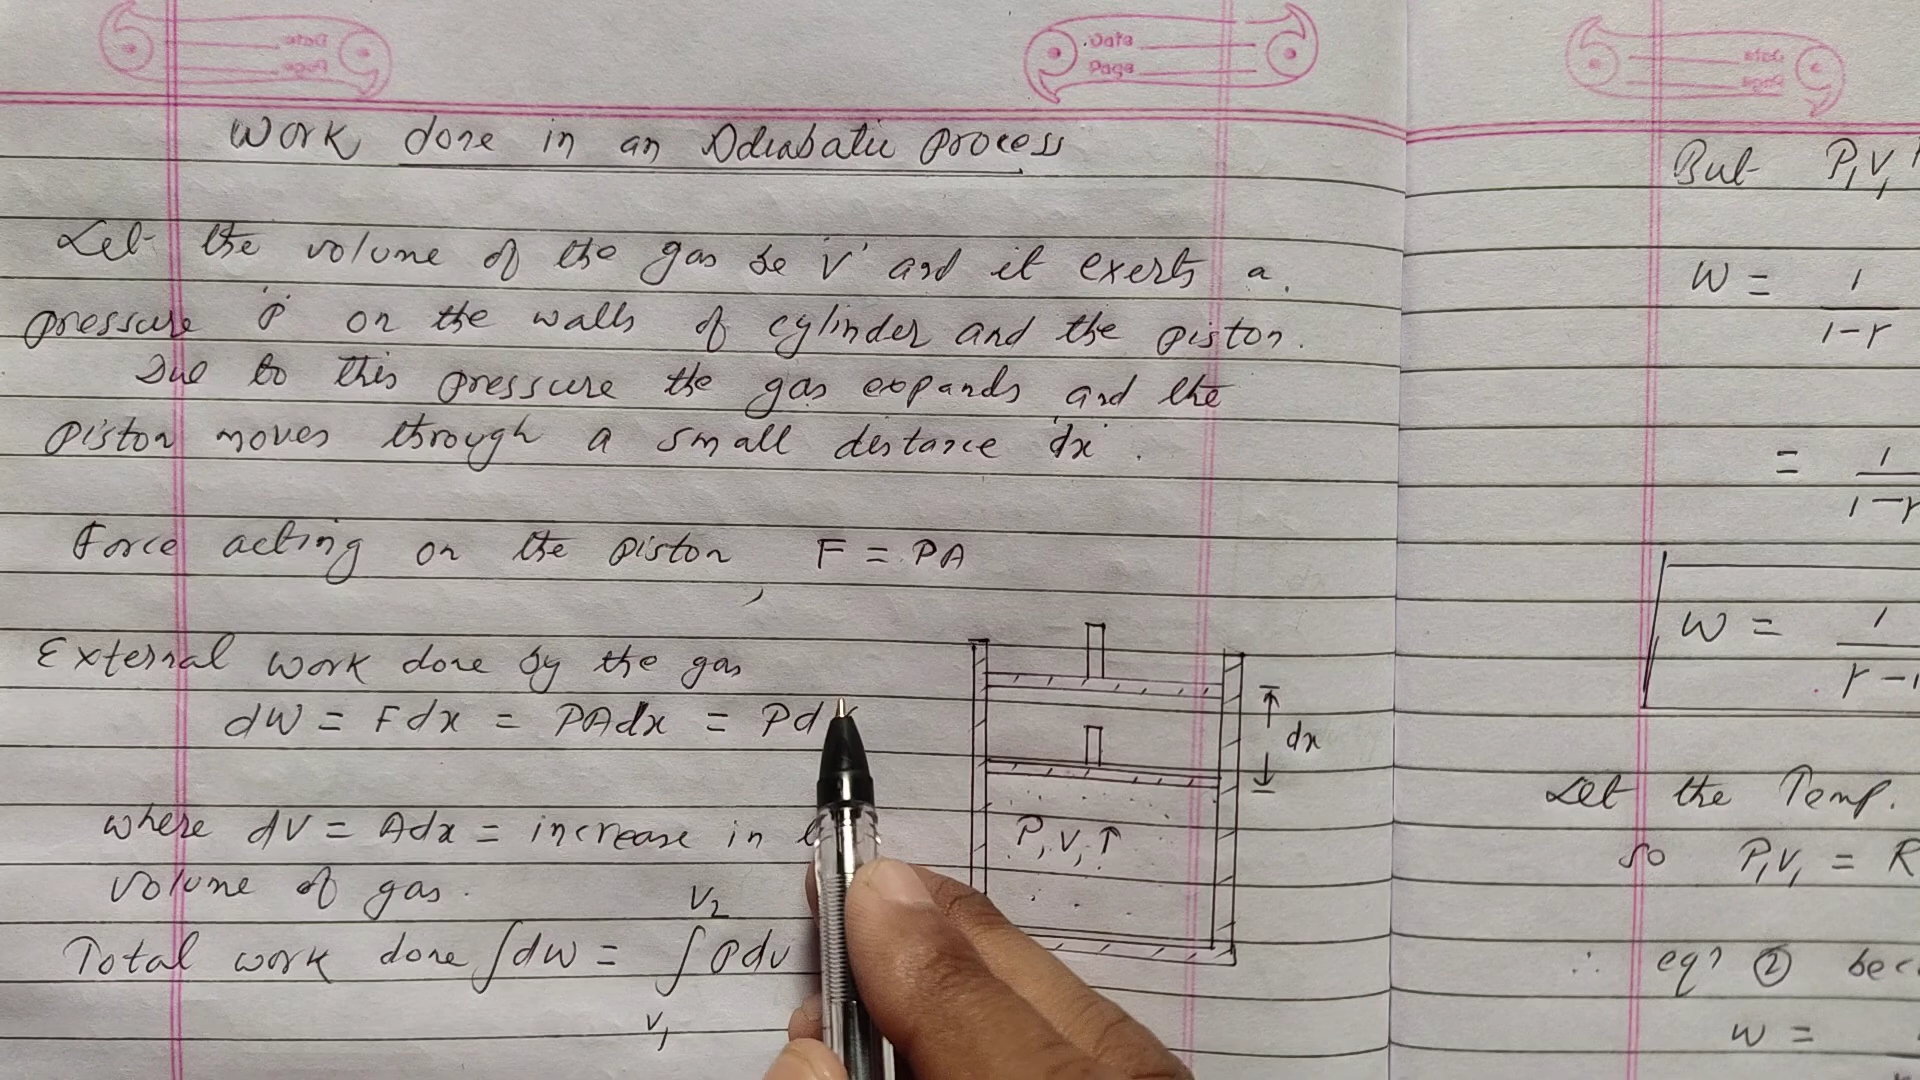 Date
Page
Work done in an Adiabatic process
Let the volume of the gas be 'V' and it exerts a
pressure 'P' on the walls of cylinder and the piston.
Due to this pressure the gas expands and the
piston moves through a small distance 'dx'.
Force acting on the piston F = PA
External work done by the gas
dW = Fdx = PAdx = Pd
where dV = Adx = increase in
volume of gas.
Total work done ∫dW = ∫ Pdv
V2
V1
dx
P, V, T
But P1V1
W = 1
1-r
= 1
1-r
W = 1
r-1
Let the Temp.
so P1V1 = R
∴ eqn ② bec
W =